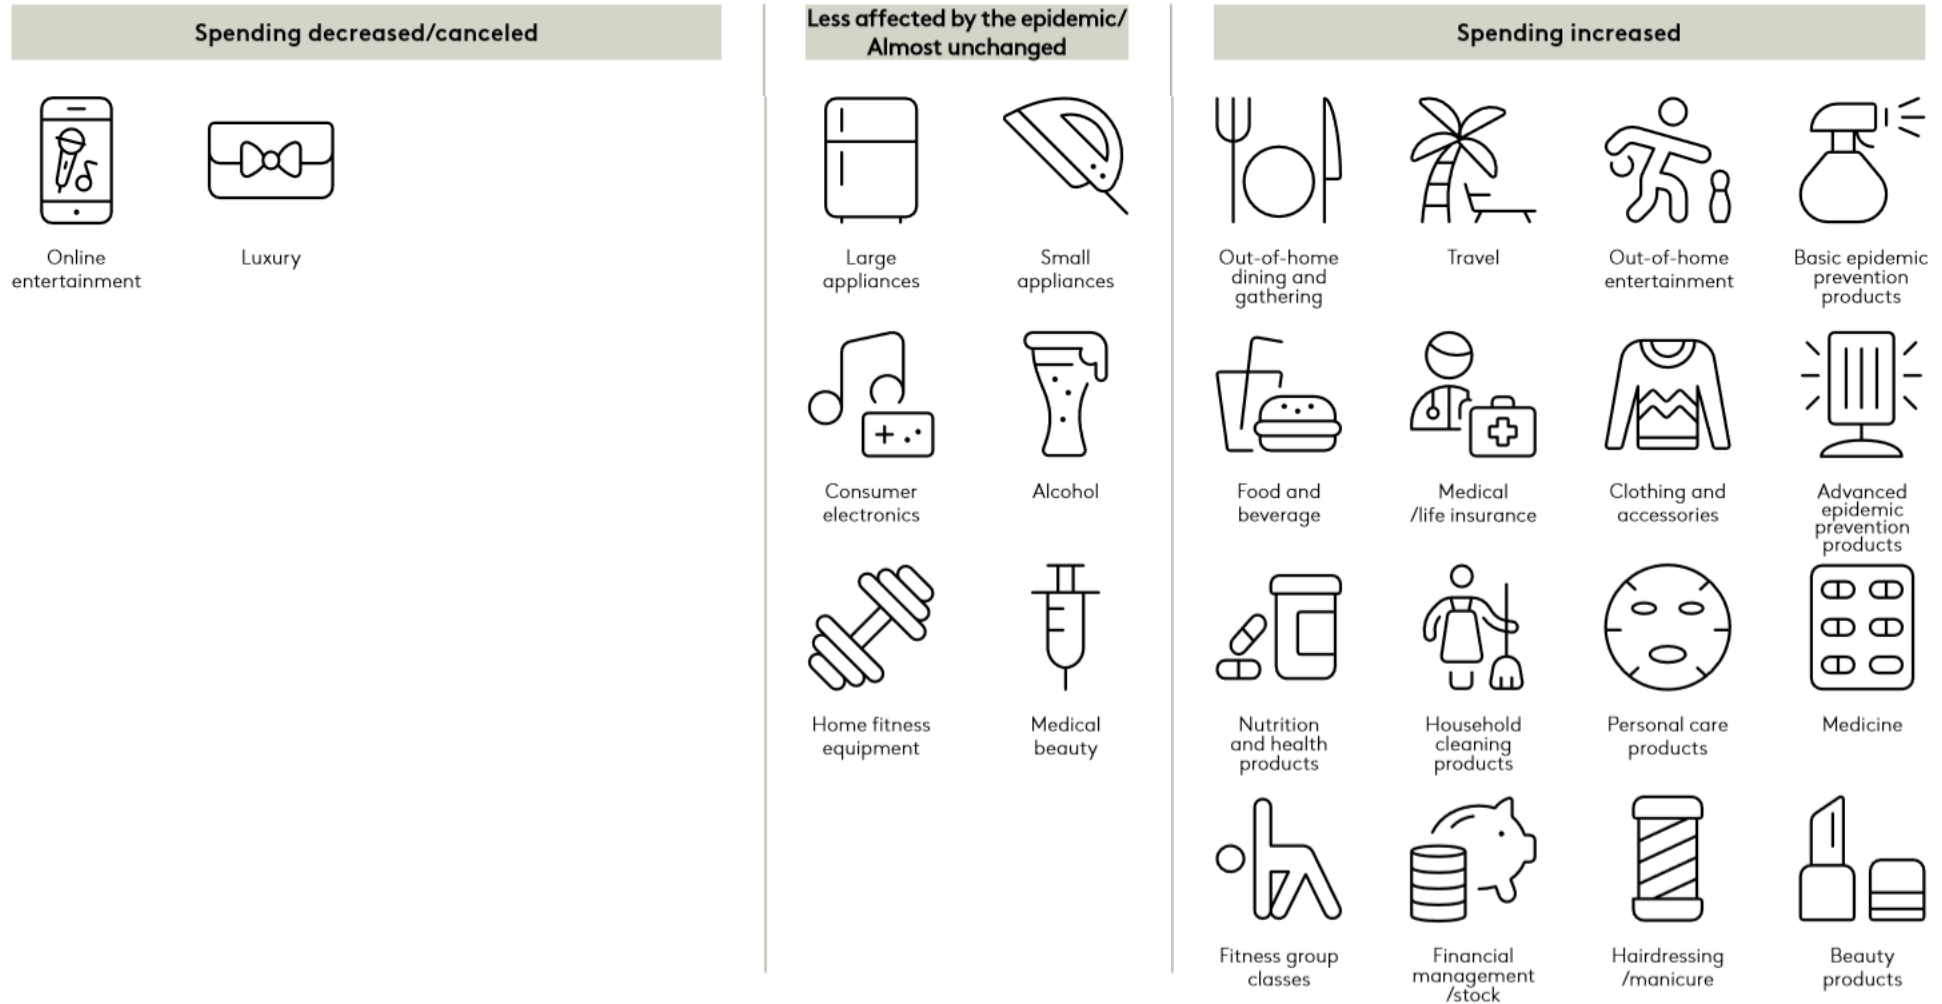 Spending decreased/canceled
Online
entertainment
Luxury
Less affected by the epidemic/
Almost unchanged
Large
appliances
Small
appliances
Consumer
electronics
Alcohol
Home fitness
equipment
Medical
beauty
Spending increased
Out-of-home
dining and
gathering
Travel
Out-of-home
entertainment
Basic epidemic
prevention
products
Food and
beverage
Medical
/life insurance
Clothing and
accessories
Advanced
epidemic
prevention
products
Nutrition
and health
products
Household
cleaning
products
Personal care
products
Medicine
Fitness group
classes
Financial
management
/stock
Hairdressing
/manicure
Beauty
products